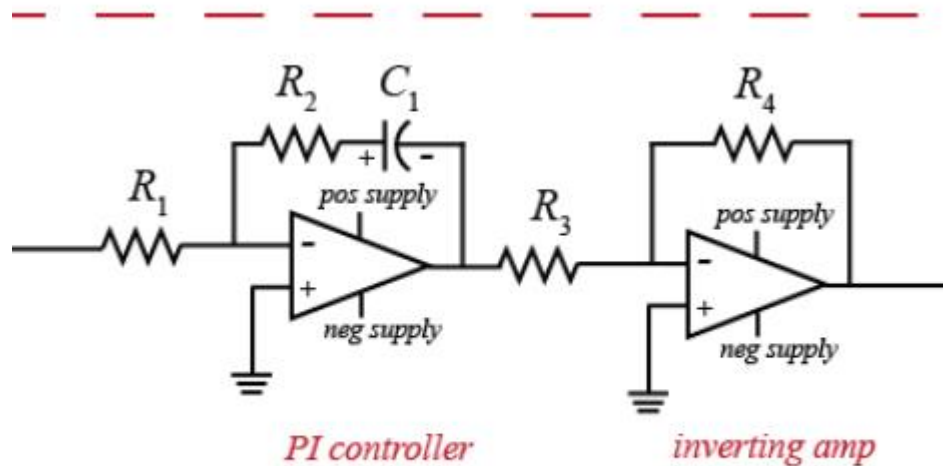 R2 C1
R4
+ -
R1
pos supply
R3
pos supply
-
-
+
+
neg supply
neg supply
PI controller
inverting amp